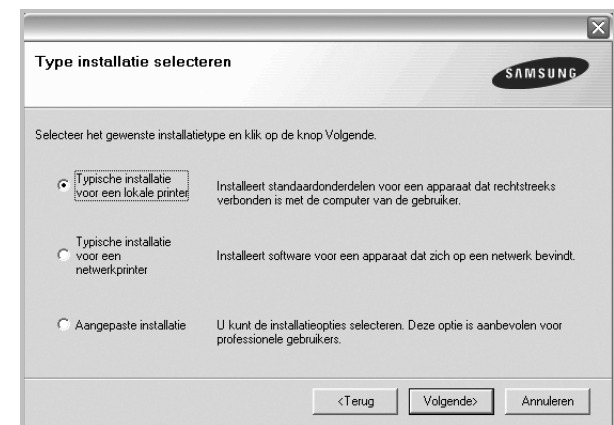 Type installatie selecteren
SAMSUNG
Selecteer het gewenste installatietype en klik op de knop Volgende.
Typische installatie
voor een lokale printer
Installeert standaardonderdelen voor een apparaat dat rechtstreeks
verbonden is met de computer van de gebruiker.
Typische installatie
voor een
netwerkprinter
Installeert software voor een apparaat dat zich op een netwerk bevindt.
Aangepaste installatie
U kunt de installatieopties selecteren. Deze optie is aanbevolen voor
professionele gebruikers.
<Terug
Volgende>
Annuleren